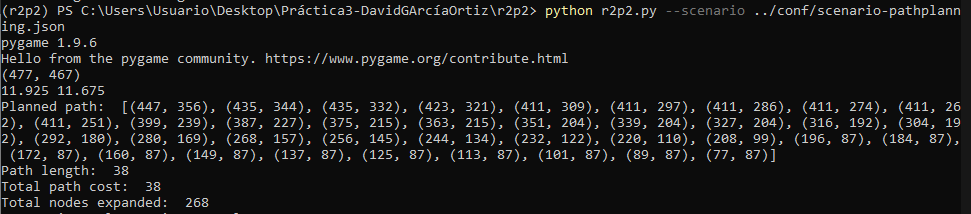 (r2p2) PS C:\Users\Usuario\Desktop\Práctica3-DavidGArcíaOrtiz\r2p2> python r2p2.py --scenario ../conf/scenario-pathplann
ing.json
pygame 1.9.6
Hello from the pygame community. https://www.pygame.org/contribute.html
(477, 467)
11.925 11.675
Planned path:  [(447, 356), (435, 344), (435, 332), (423, 321), (411, 309), (411, 297), (411, 286), (411, 274), (411, 26
2), (411, 251), (399, 239), (387, 227), (375, 215), (363, 215), (351, 204), (339, 204), (327, 204), (316, 192), (304, 19
2), (292, 180), (280, 169), (268, 157), (256, 145), (244, 134), (232, 122), (220, 110), (208, 99), (196, 87), (184, 87),
 (172, 87), (160, 87), (149, 87), (137, 87), (125, 87), (113, 87), (101, 87), (89, 87), (77, 87)]
Path length:  38
Total path cost:  38
Total nodes expanded:  268